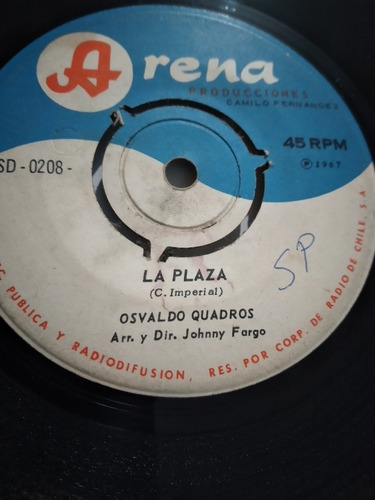 Arena
PRODUCCIONES
CAMILO FERNANDEZ
45 RPM
SD - 0208 -
℗ 1967
LA PLAZA
(C. Imperial)
SP
OSVALDO QUADROS
Arr. y Dir. Johnny Fargo
PUBLICA Y RADIODIFUSION, RES. POR CORP. DE RADIO DE CHILE, S A